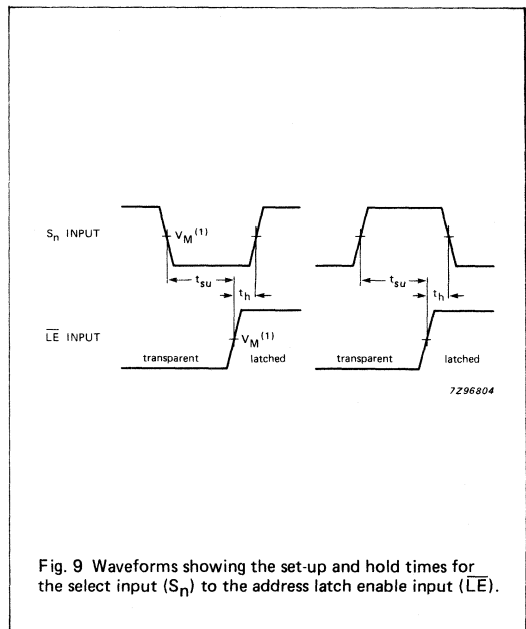 Sn INPUT
VM(1)
tsu
th
tsu
th
LE INPUT
VM(1)
transparent
latched
transparent
latched
7Z96804
Fig. 9 Waveforms showing the set-up and hold times for
the select input (Sn) to the address latch enable input (LE).